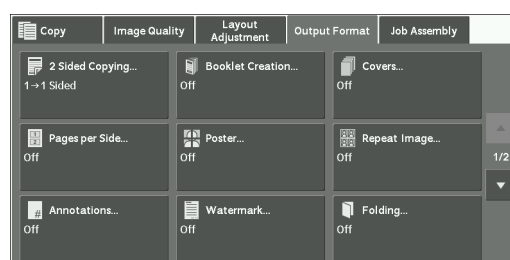 Copy
Image Quality
Layout
Adjustment
Output Format
Job Assembly
2 Sided Copying...
1→1 Sided
Booklet Creation...
Off
Covers...
Off
Pages per Side...
Off
Poster...
Off
Repeat Image...
Off
1/2
Annotations...
Off
Watermark...
Off
Folding...
Off